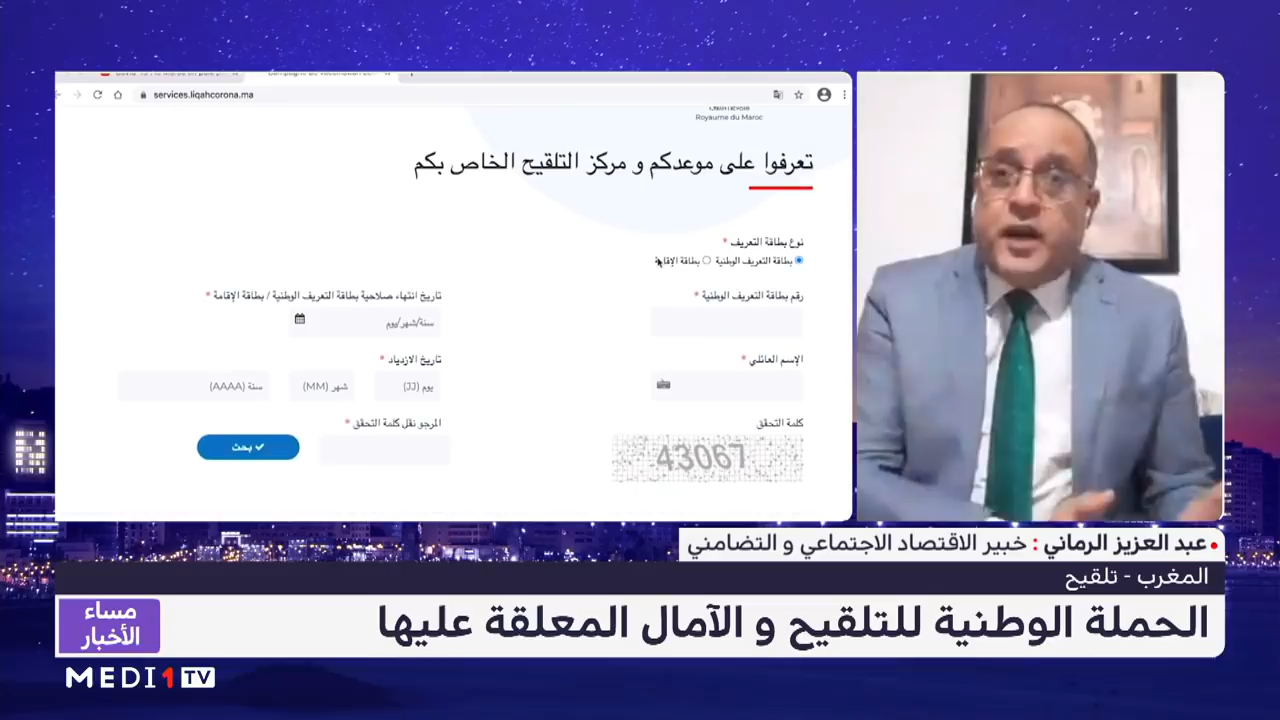 services.liqahcorona.ma
Royaume du Maroc
تعرفوا على موعدكم و مركز التلقيح الخاص بكم
نوع بطاقة التعريف *
بطاقة التعريف الوطنية
بطاقة الإقامة
رقم بطاقة التعريف الوطنية *
تاريخ انتهاء صلاحية بطاقة التعريف الوطنية / بطاقة الإقامة *
سنة/شهر/يوم
الإسم العائلي *
تاريخ الازدياد *
يوم (JJ)
شهر (MM)
سنة (AAAA)
كلمة التحقق
المرجو نقل كلمة التحقق *
43067
بحث
عبد العزيز الرماني : خبير الاقتصاد الاجتماعي و التضامني
المغرب - تلقيح
الحملة الوطنية للتلقيح و الآمال المعلقة عليها
مساء
الأخبار
MEDI1 TV